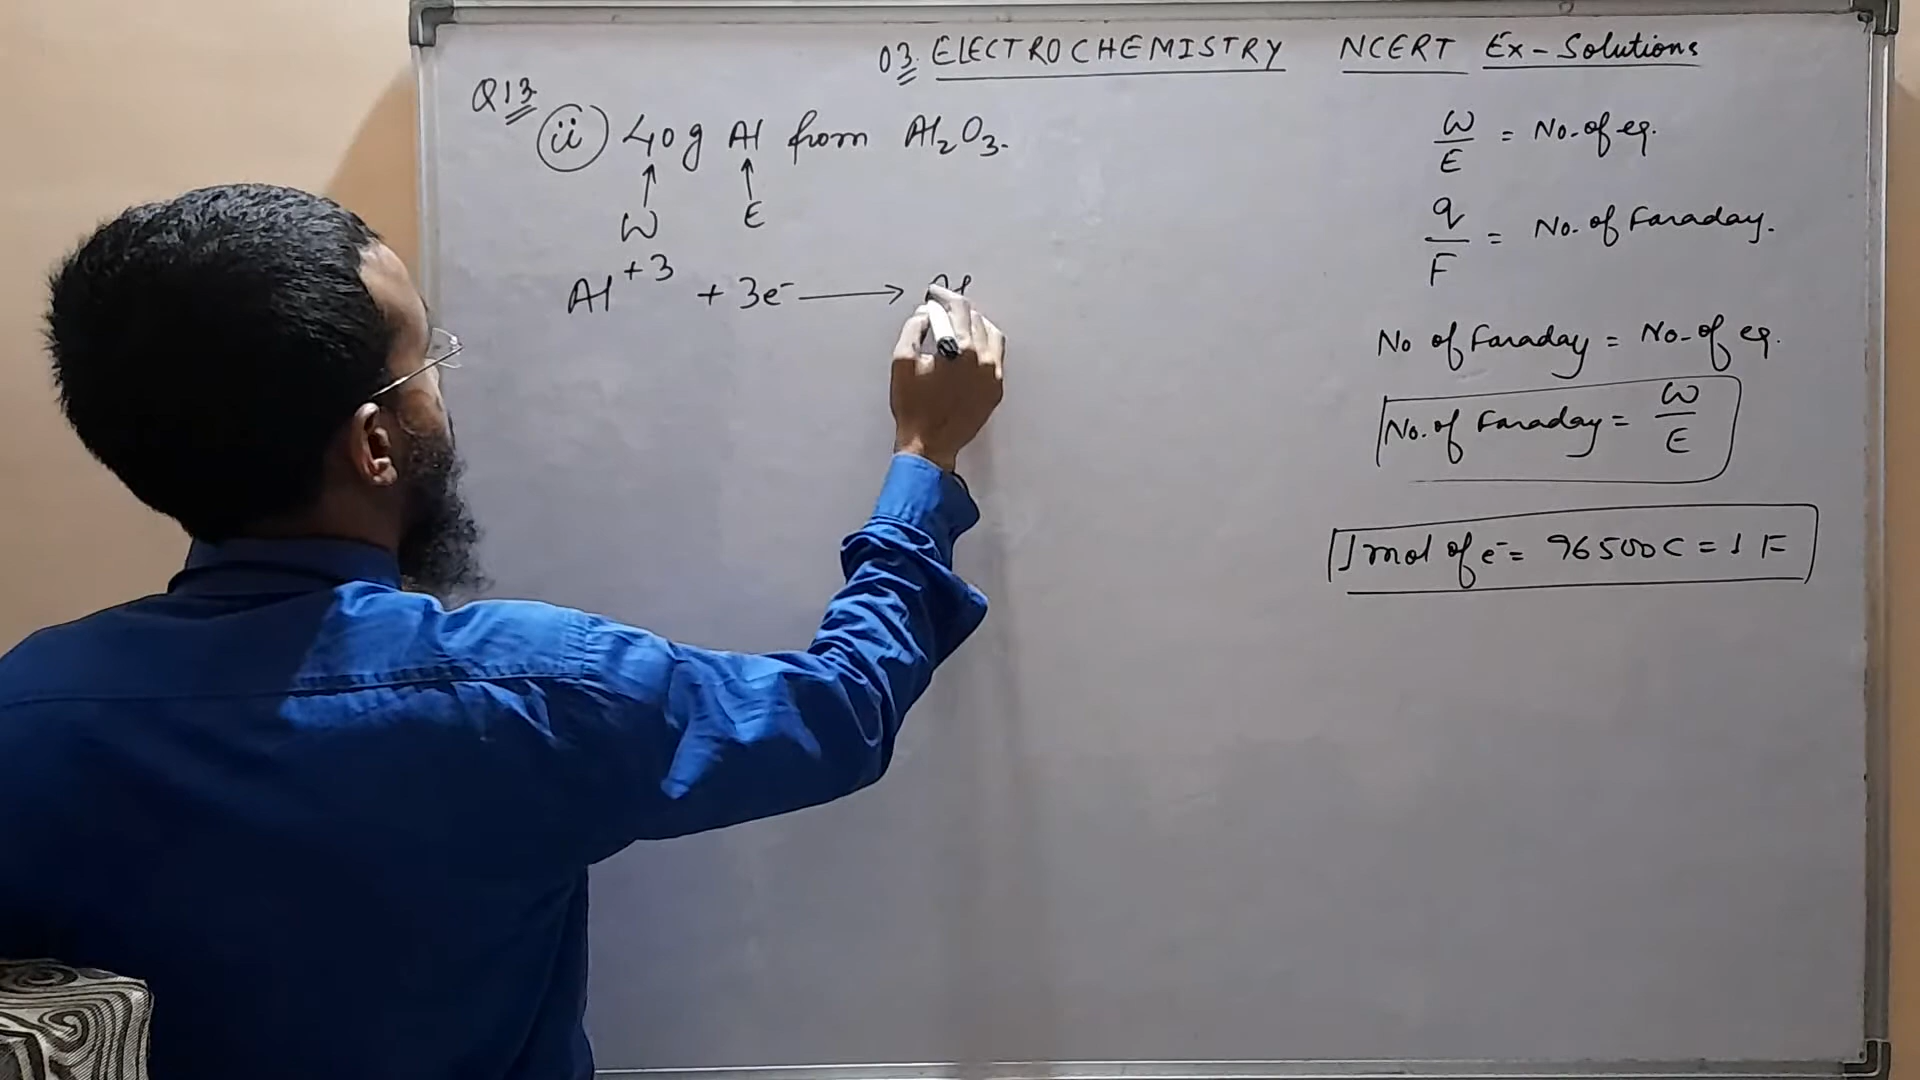 03. ELECTROCHEMISTRY NCERT Ex-Solutions
Q13
ii 40g Al from Al₂O₃.
W E
Al⁺³ + 3e⁻ ⟶ Al
W/E = No. of eq.
q/F = No. of Faraday.
No of Faraday = No. of eq.
No. of Faraday = W/E
1 mol of e⁻ = 96500C = 1 F